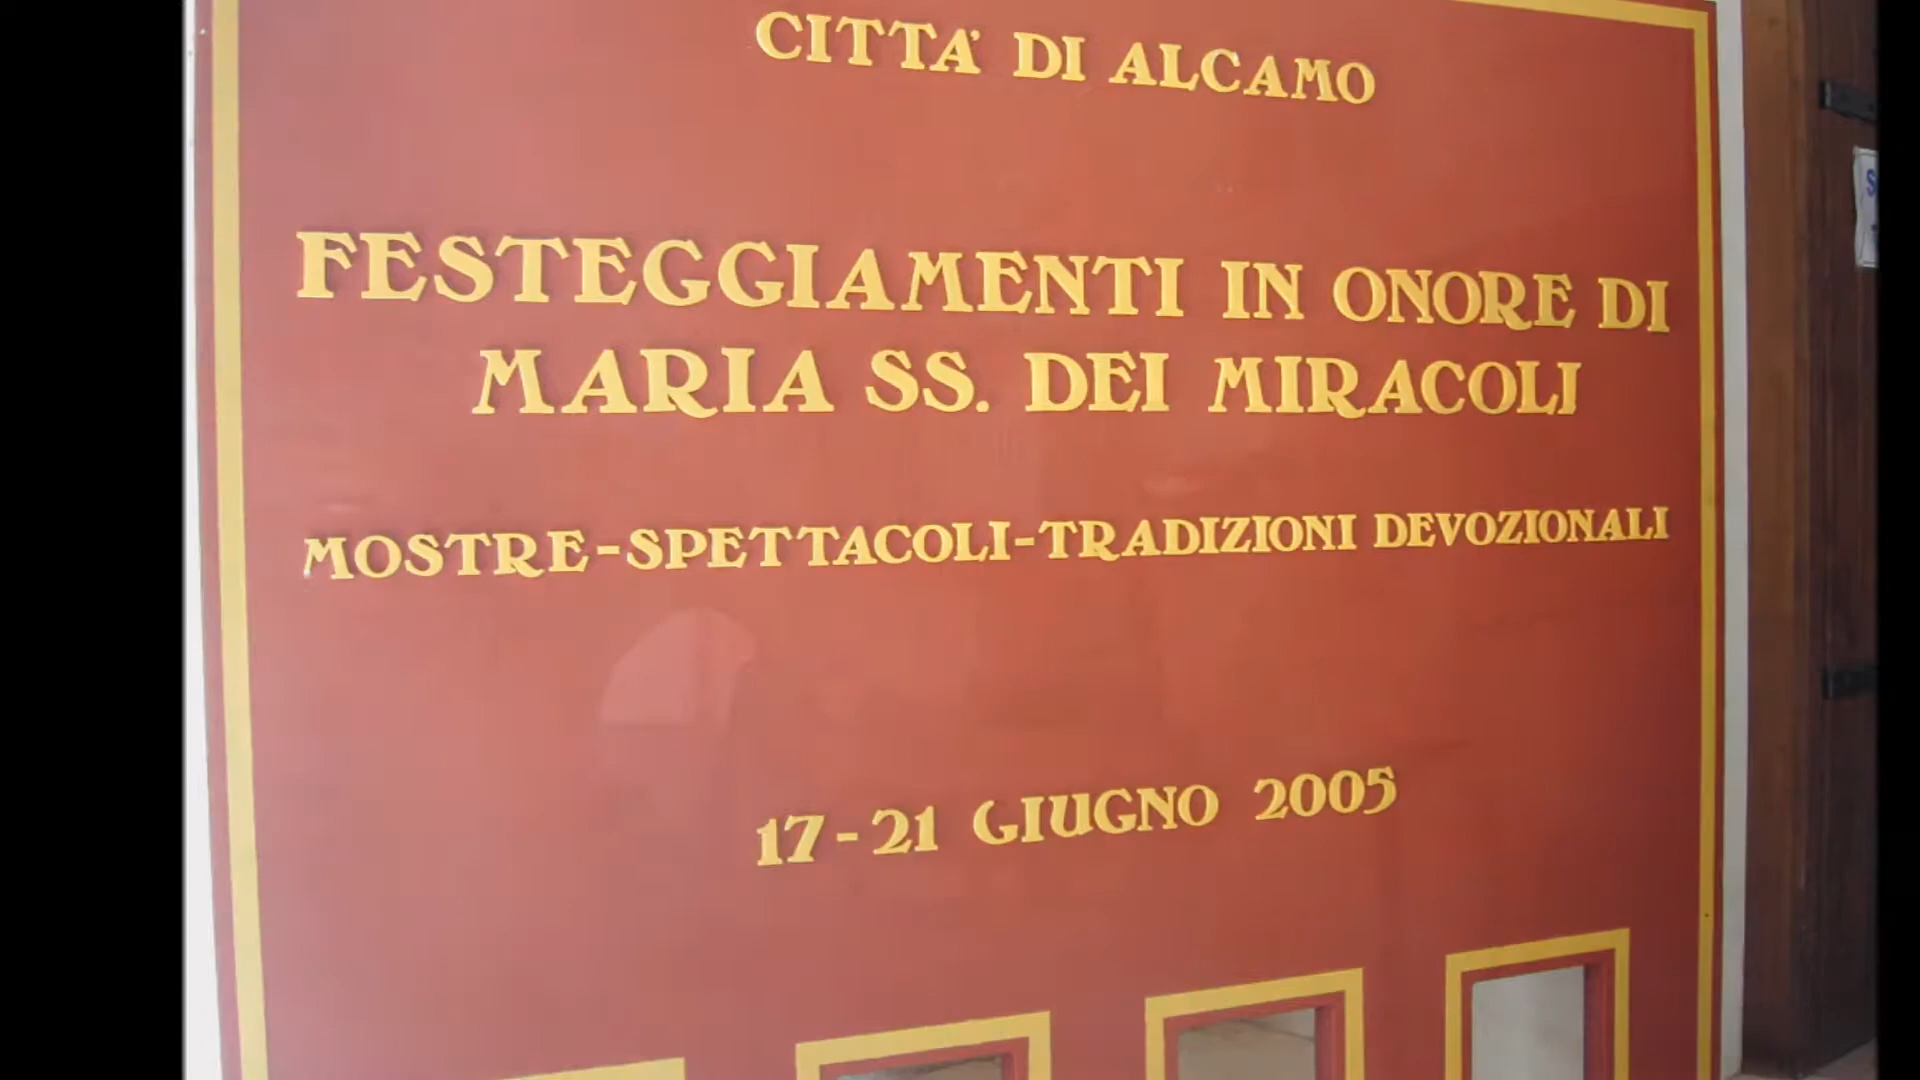 CITTA' DI ALCAMO
FESTEGGIAMENTI IN ONORE DI
MARIA SS. DEI MIRACOLI
MOSTRE-SPETTACOLI-TRADIZIONI DEVOZIONALI
17-21 GIUGNO 2005